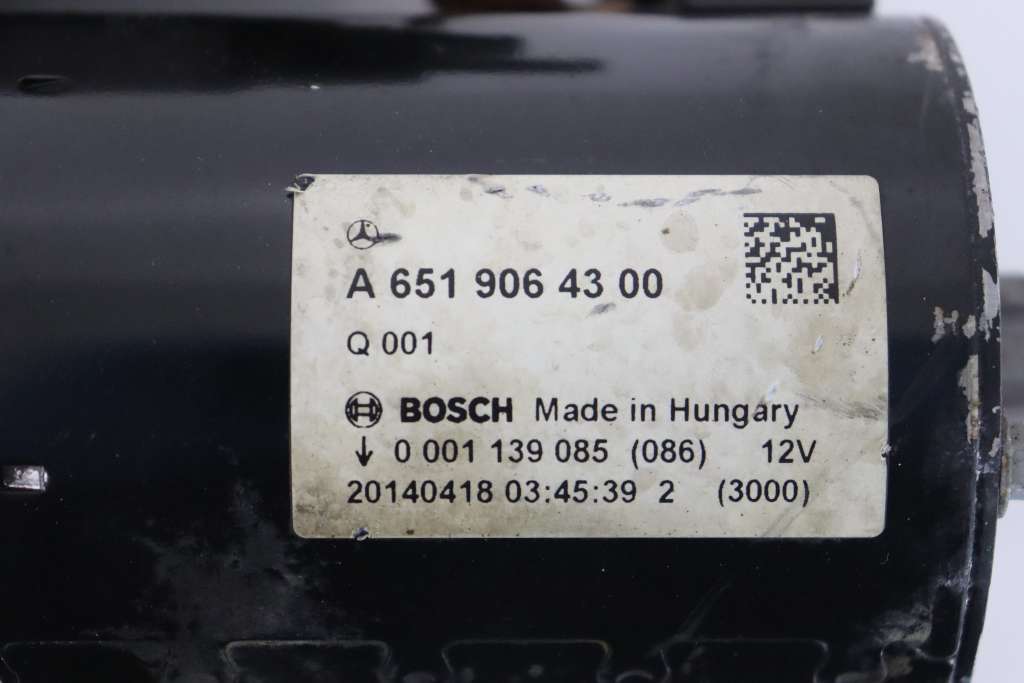 A 651 906 43 00
Q 001
BOSCH Made in Hungary
↓ 0 001 139 085 (086) 12V
20140418 03:45:39 2 (3000)